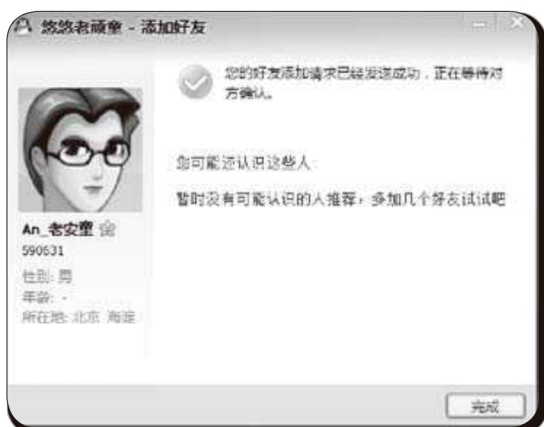 悠悠老顽童 - 添加好友
您的好友添加请求已经发送成功，正在等待对
方确认。
您可能还认识这些人
暂时没有可能认识的人推荐，多加几个好友试试吧
An_老安童
590631
性别: 男
年龄: -
所在地: 北京 海淀
完成